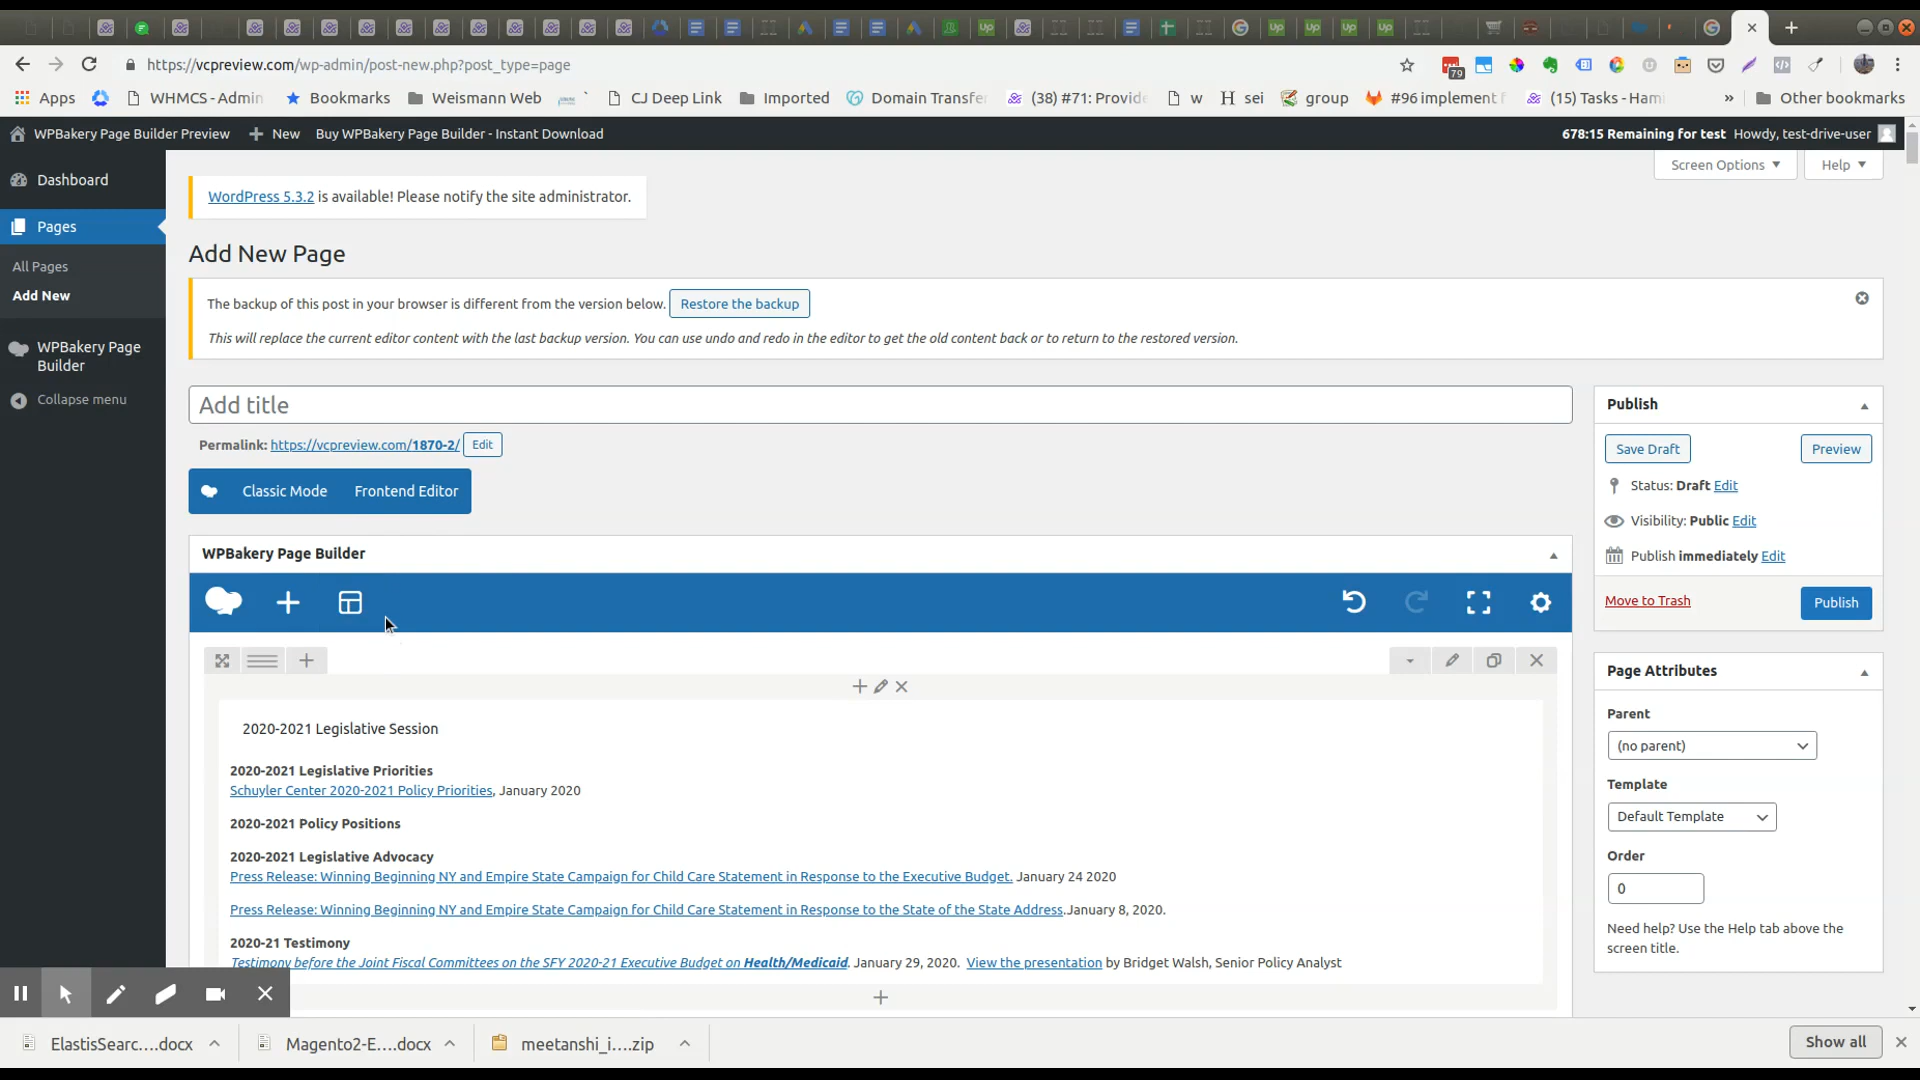 79
https://vcpreview.com/wp-admin/post-new.php?post_type=page
Apps
WHMCS - Admin
Bookmarks
Weismann Web
CJ Deep Link
Imported
Domain Transfe
(38) #71: Provid
w
sei
group
#96 implement f
(15) Tasks - Ham
»
Other bookmarks
WPBakery Page Builder Preview
New
Buy WPBakery Page Builder - Instant Download
678:15 Remaining for test
Howdy, test-drive-user
Screen Options
Help
Dashboard
Pages
All Pages
Add New
WPBakery Page
Builder
Collapse menu
WordPress 5.3.2 is available! Please notify the site administrator.
Add New Page
The backup of this post in your browser is different from the version below. Restore the backup
This will replace the current editor content with the last backup version. You can use undo and redo in the editor to get the old content back or to return to the restored version.
Add title
Permalink: https://vcpreview.com/1870-2/ Edit
Classic Mode
Frontend Editor
WPBakery Page Builder
2020-2021 Legislative Session
2020-2021 Legislative Priorities
Schuyler Center 2020-2021 Policy Priorities, January 2020
2020-2021 Policy Positions
2020-2021 Legislative Advocacy
Press Release: Winning Beginning NY and Empire State Campaign for Child Care Statement in Response to the Executive Budget. January 24 2020
Press Release: Winning Beginning NY and Empire State Campaign for Child Care Statement in Response to the State of the State Address.January 8, 2020.
2020-21 Testimony
Testimony before the Joint Fiscal Committees on the SFY 2020-21 Executive Budget on Health/Medicaid. January 29, 2020. View the presentation by Bridget Walsh, Senior Policy Analyst
Publish
Save Draft
Preview
Status: Draft Edit
Visibility: Public Edit
Publish immediately Edit
Move to Trash
Publish
Page Attributes
Parent
(no parent)
Template
Default Template
Order
0
Need help? Use the Help tab above the
screen title.
ElastisSearc....docx
Magento2-E....docx
meetanshi_i....zip
Show all